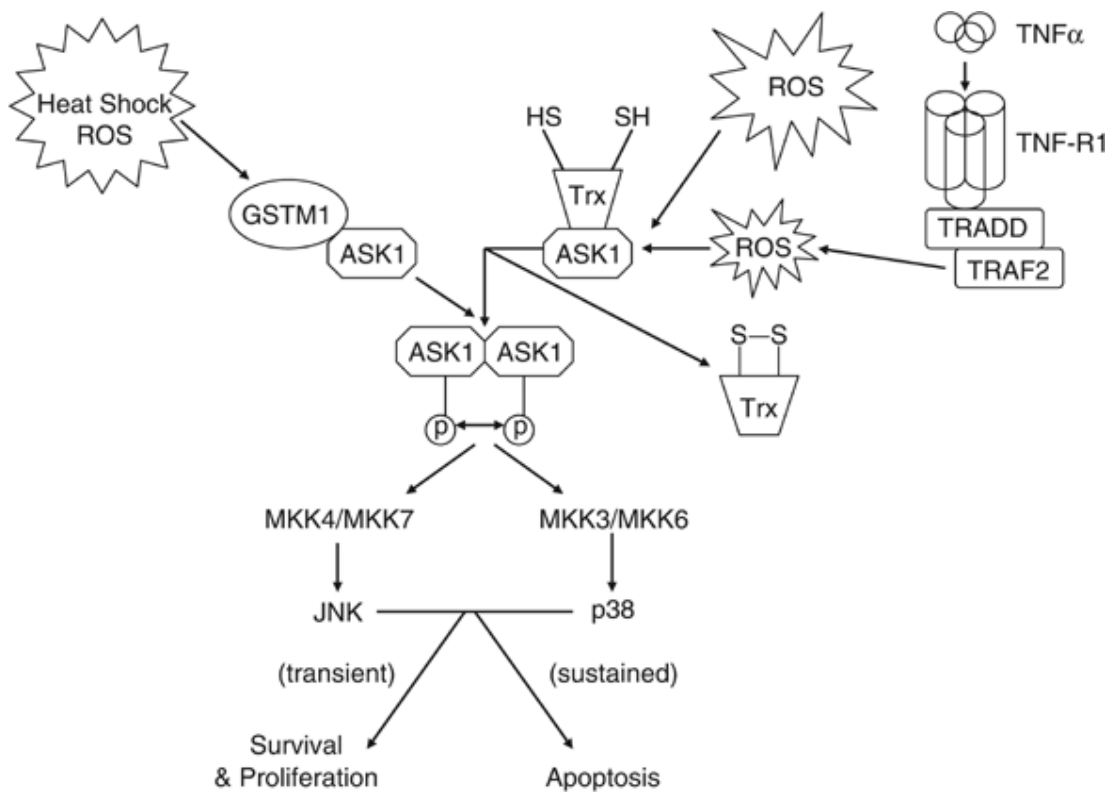 TNFα
Heat Shock
ROS
ROS
HS
SH
TNF-R1
Trx
GSTM1
ASK1
ASK1
ROS
TRADD
TRAF2
ASK1
ASK1
S–S
Trx
p
p
MKK4/MKK7
MKK3/MKK6
JNK
p38
(transient)
(sustained)
Survival
& Proliferation
Apoptosis